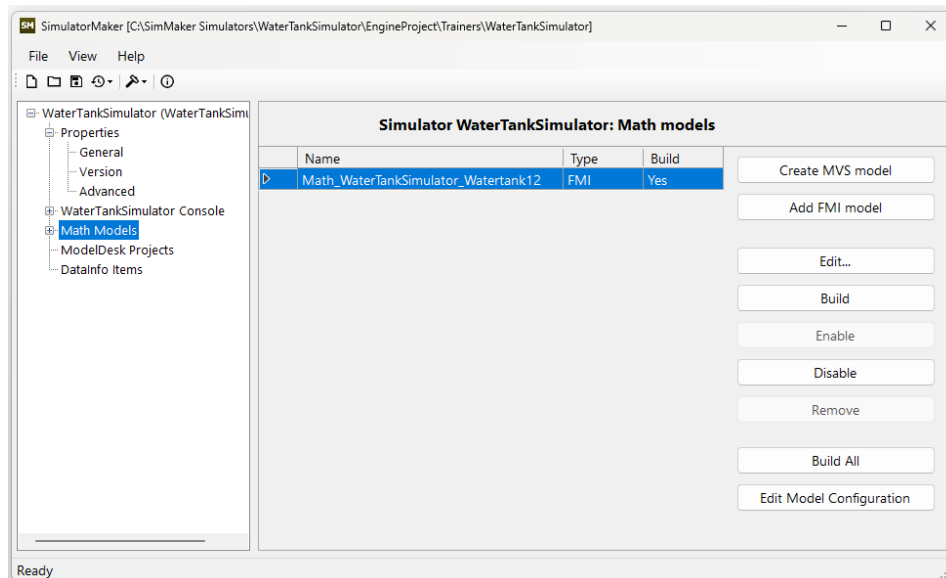 SM SimulatorMaker [C:\SimMaker Simulators\WaterTankSimulator\EngineProject\Trainers\WaterTankSimulator]
File View Help
WaterTankSimulator (WaterTankSimu
Properties
General
Version
Advanced
WaterTankSimulator Console
Math Models
ModelDesk Projects
DataInfo Items
Simulator WaterTankSimulator: Math models
Name Type Build
Math_WaterTankSimulator_Watertank12 FMI Yes
Create MVS model
Add FMI model
Edit...
Build
Enable
Disable
Remove
Build All
Edit Model Configuration
Ready